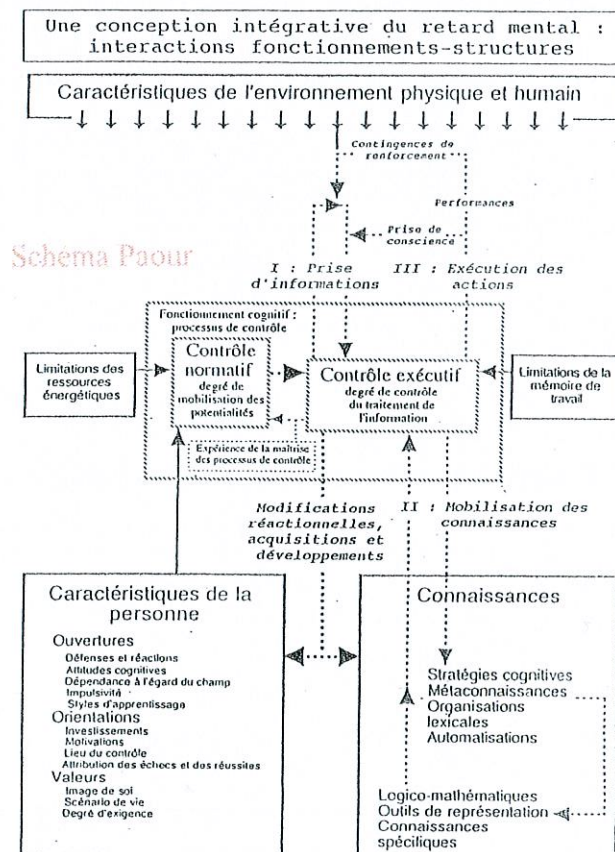 Une conception intégrative du retard mental :
interactions fonctionnements-structures
Caractéristiques de l'environnement physique et humain
Contingences de
renforcement
Performances
Prise de
conscience
Schéma Paour
I : Prise
d'informations
III : Exécution des
actions
Fonctionnement cognitif :
processus de contrôle
Limitations des
ressources
énergétiques
Contrôle
normatif
degré de
mobilisation des
potentialités
Contrôle exécutif
degré de contrôle
du traitement de
l'information
Limitations de la
mémoire de
travail
Expérience de la maîtrise
des processus de contrôle
Modifications
réactionnelles,
acquisitions et
développements
II : Mobilisation des
connaissances
Caractéristiques de la
personne
Ouvertures
Défenses et réactions
Attitudes cognitives
Dépendance à l'égard du champ
Impulsivité
Styles d'apprentissage
Orientations
Investissements
Motivations
Lieu du contrôle
Attribution des échecs et des réussites
Valeurs
Image de soi
Scénario de vie
Degré d'exigence
Connaissances
Stratégies cognitives
Métaconnaissances
Organisations
lexicales
Automatisations
Logico-mathématiques
Outils de représentation
Connaissances
spécifiques